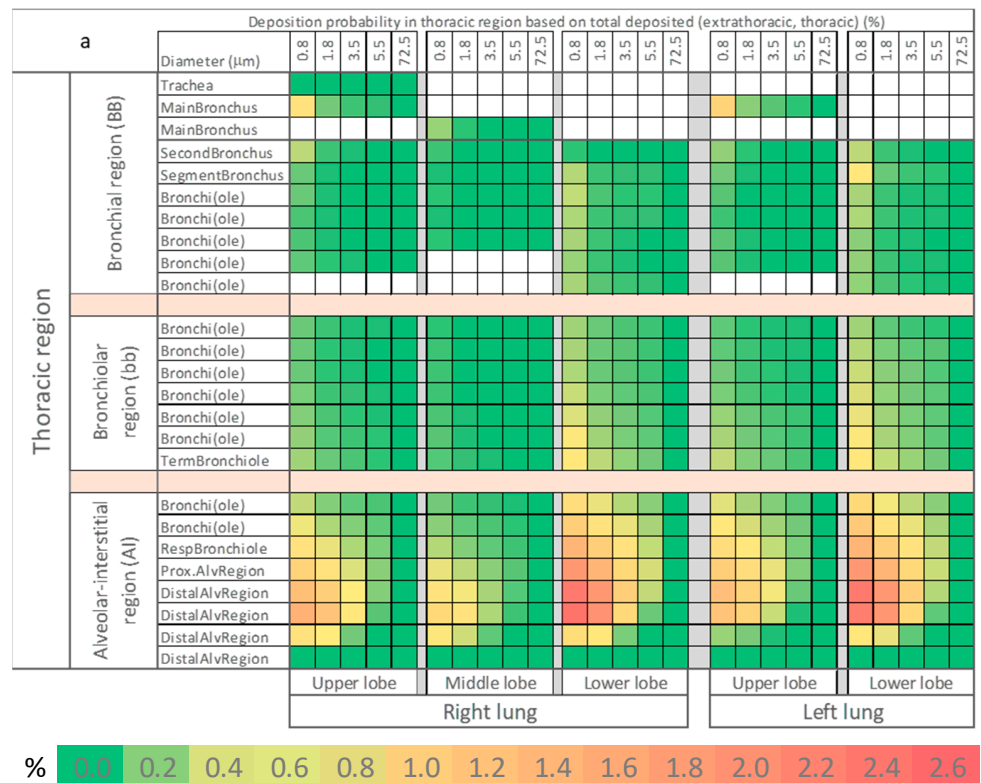 Deposition probability in thoracic region based on total deposited (extrathoracic, thoracic) (%)
a
Diameter (µm) 0.8 1.8 3.5 5.5 72.5 0.8 1.8 3.5 5.5 72.5 0.8 1.8 3.5 5.5 72.5 0.8 1.8 3.5 5.5 72.5 0.8 1.8 3.5 5.5 72.5
Thoracic region
Bronchial region (BB)
Trachea
MainBronchus
MainBronchus
SecondBronchus
SegmentBronchus
Bronchi(ole)
Bronchi(ole)
Bronchi(ole)
Bronchi(ole)
Bronchi(ole)
Bronchiolar
region (bb)
Bronchi(ole)
Bronchi(ole)
Bronchi(ole)
Bronchi(ole)
Bronchi(ole)
Bronchi(ole)
TermBronchiole
Alveolar-interstitial
region (AI)
Bronchi(ole)
Bronchi(ole)
RespBronchiole
Prox.AlvRegion
DistalAlvRegion
DistalAlvRegion
DistalAlvRegion
DistalAlvRegion
Upper lobe Middle lobe Lower lobe Upper lobe Lower lobe
Right lung Left lung
% 0.0 0.2 0.4 0.6 0.8 1.0 1.2 1.4 1.6 1.8 2.0 2.2 2.4 2.6